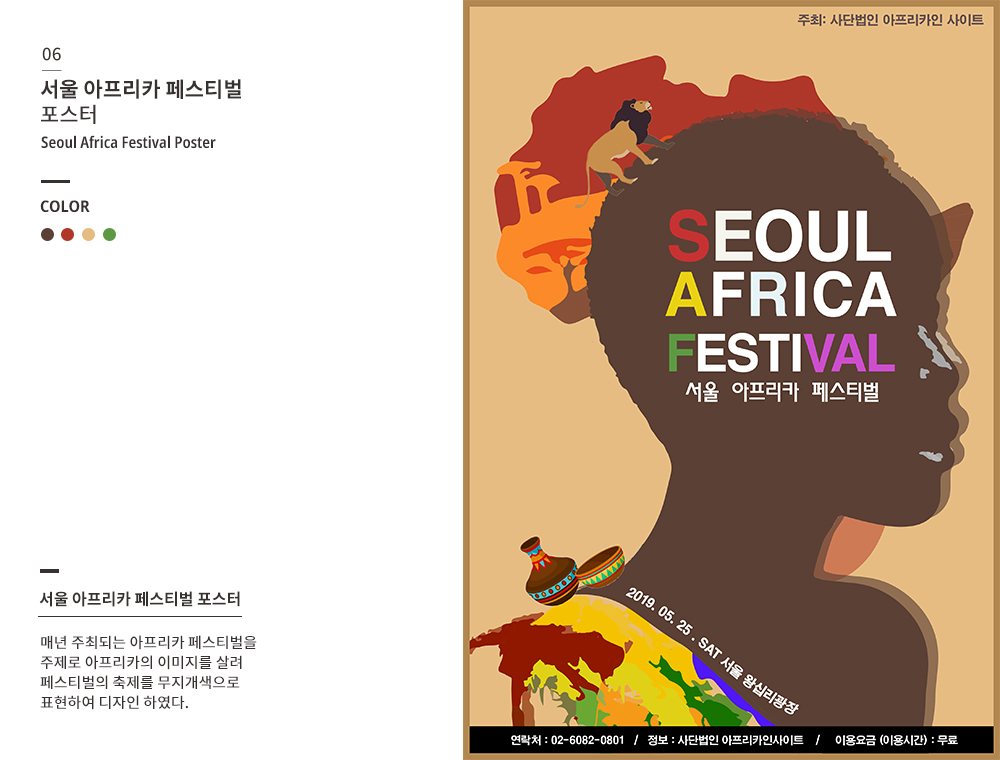 06
서울 아프리카 페스티벌
포스터
Seoul Africa Festival Poster
COLOR
서울 아프리카 페스티벌 포스터
매년 주최되는 아프리카 페스티벌을
주제로 아프리카의 이미지를 살려
페스티벌의 축제를 무지개색으로
표현하여 디자인 하였다.
주최: 사단법인 아프리카인 사이트
SEOUL
AFRICA
FESTIVAL
서울 아프리카 페스티벌
2019. 05. 25 . SAT 서울 왕십리광장
연락처 : 02-6082-0801 / 정보 : 사단법인 아프리카인사이트 / 이용요금 (이용시간) : 무료